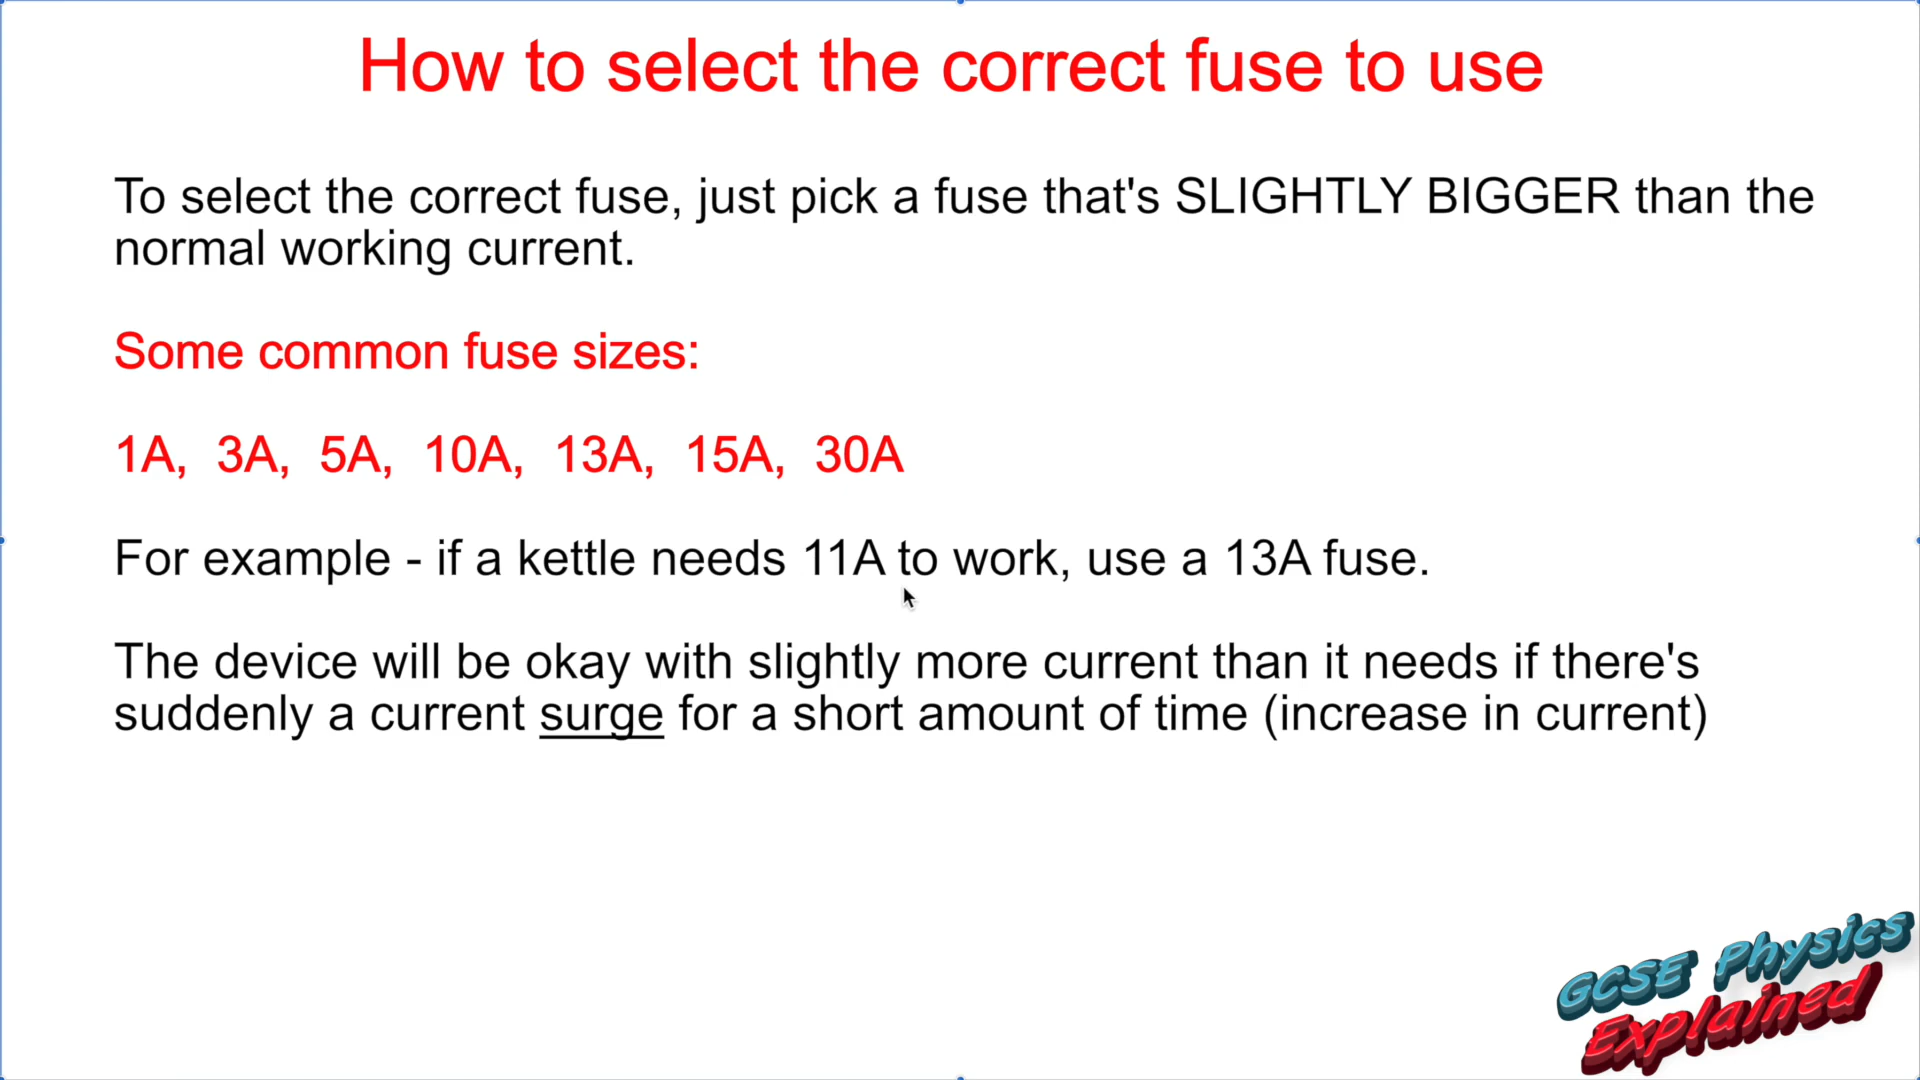 How to select the correct fuse to use
To select the correct fuse, just pick a fuse that's SLIGHTLY BIGGER than the
normal working current.
Some common fuse sizes:
1A, 3A, 5A, 10A, 13A, 15A, 30A
For example - if a kettle needs 11A to work, use a 13A fuse.
The device will be okay with slightly more current than it needs if there's
suddenly a current surge for a short amount of time (increase in current)
GCSE Physics
Explained